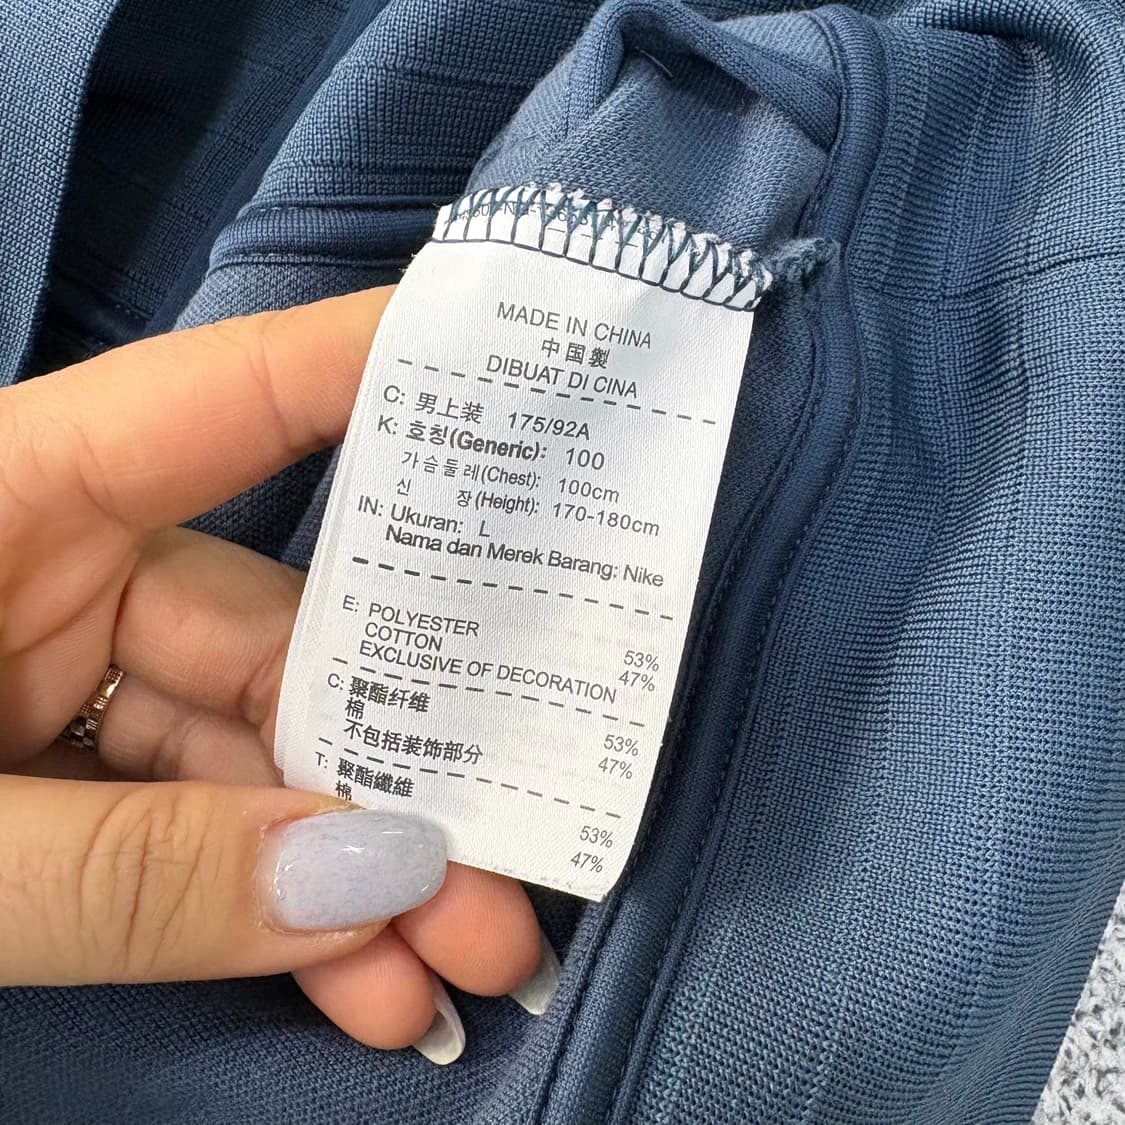 MADE IN CHINA
中国製
DIBUAT DI CINA
C: 男上装 175/92A
K: 호칭(Generic): 100
가슴둘레(Chest): 100cm
신 장(Height): 170-180cm
IN: Ukuran: L
Nama dan Merek Barang: Nike
E: POLYESTER 53%
COTTON 47%
EXCLUSIVE OF DECORATION
C: 聚酯纤维 53%
棉 47%
不包括装饰部分
T: 聚酯纖維 53%
棉 47%